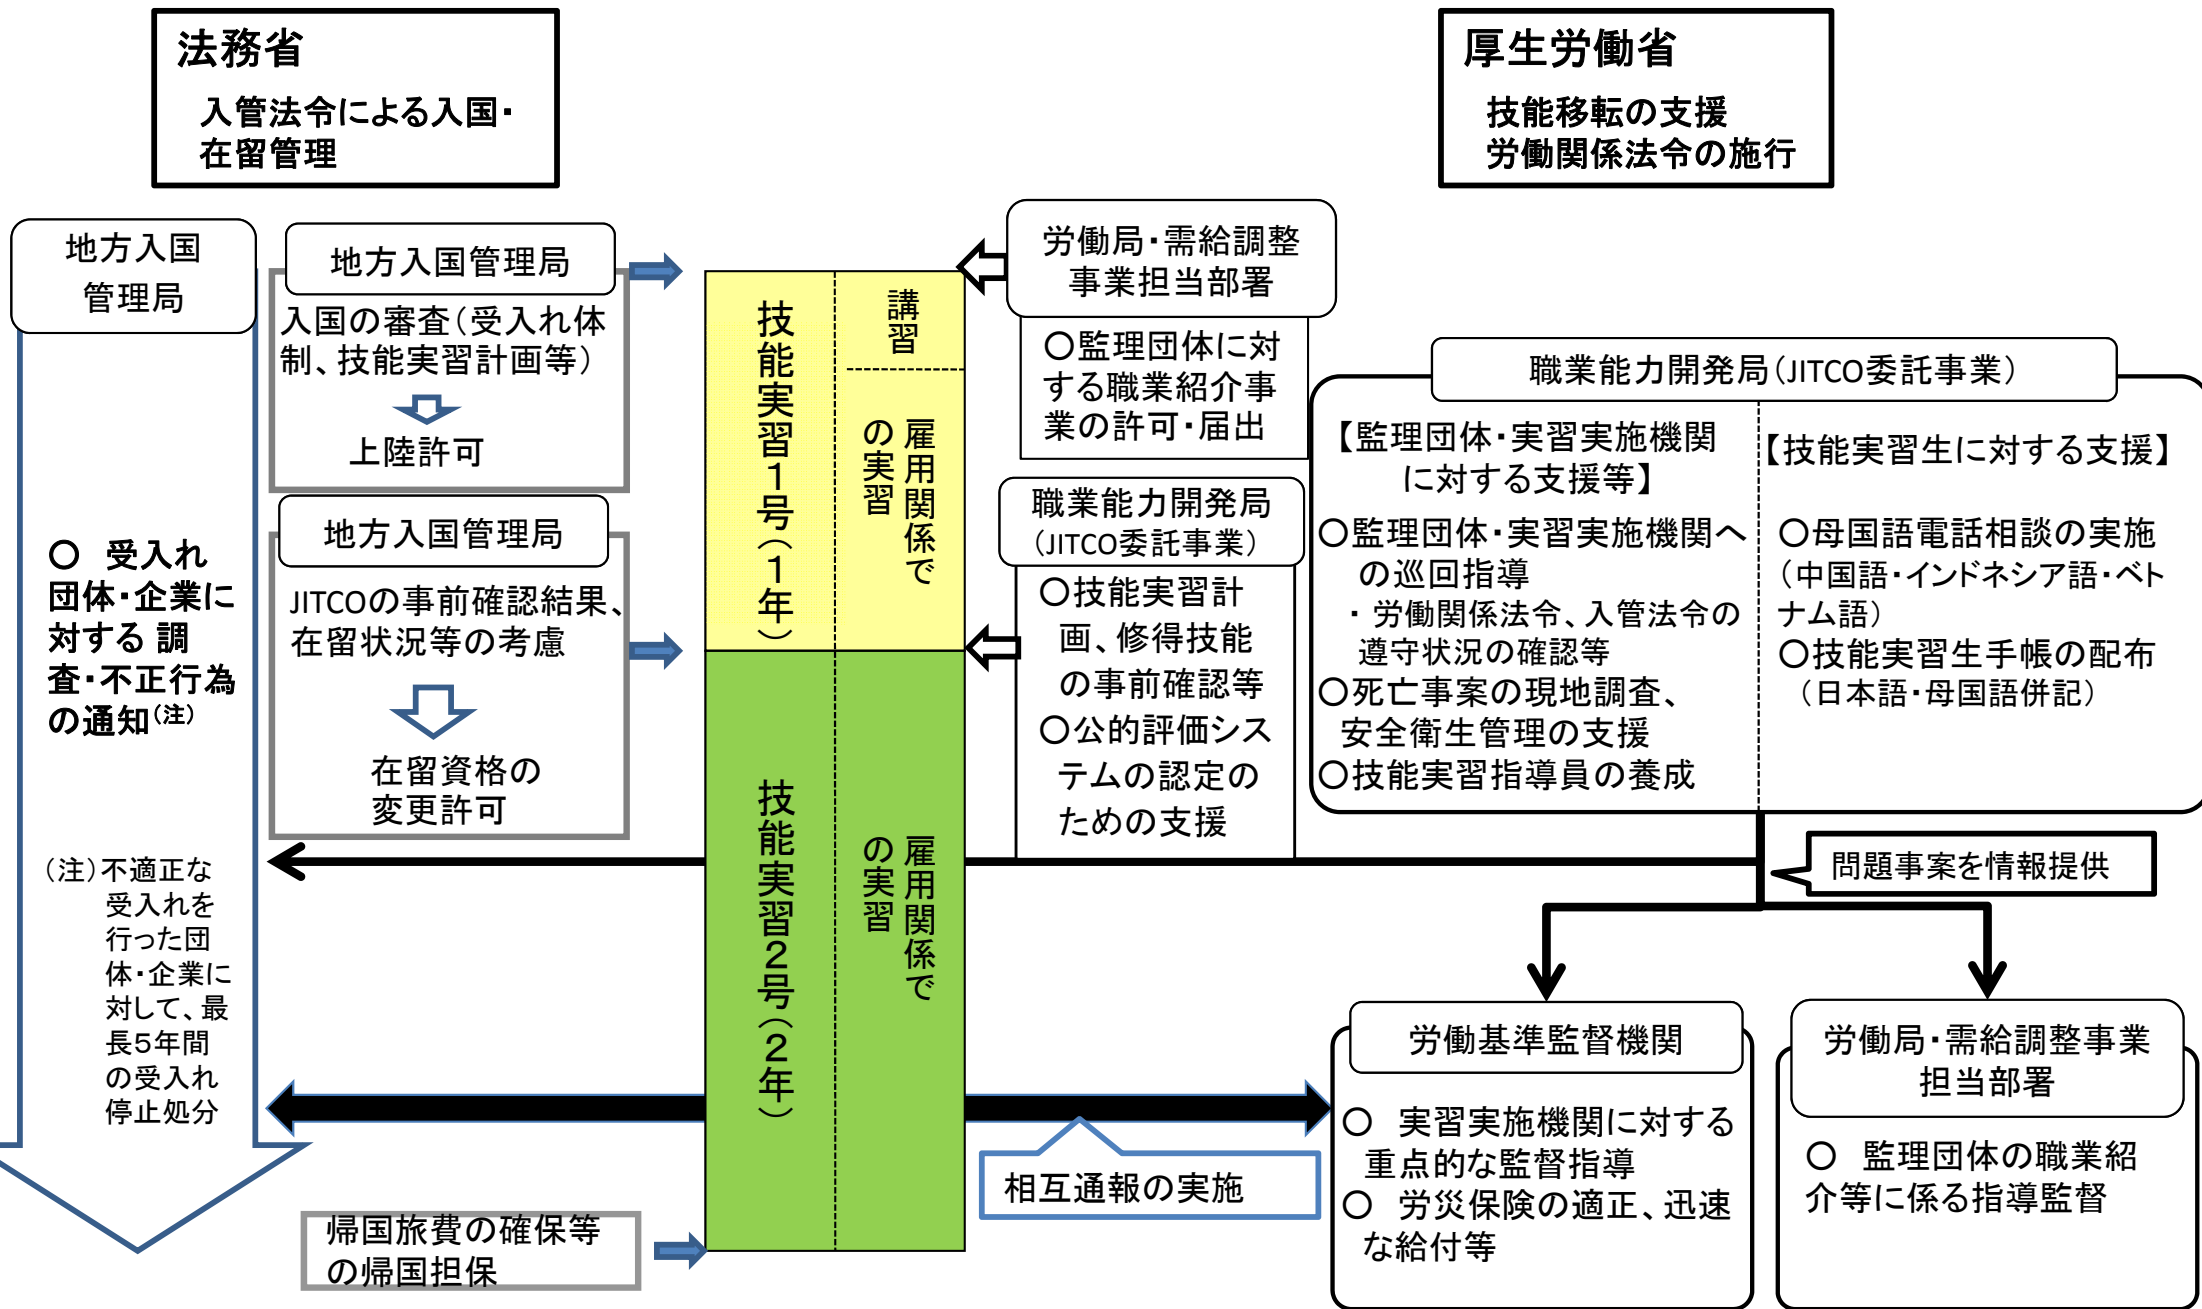 法務省
入管法令による入国・
在留管理
厚生労働省
技能移転の支援
労働関係法令の施行
地方入国
管理局
○ 受入れ
団体・企業に
対する 調
査・不正行為
の通知(注)
(注)不適正な
受入れを
行った団
体・企業に
対して、最
長5年間
の受入れ
停止処分
地方入国管理局
入国の審査(受入れ体
制、技能実習計画等)
上陸許可
地方入国管理局
JITCOの事前確認結果、
在留状況等の考慮
在留資格の
変更許可
帰国旅費の確保等
の帰国担保
技能実習1号(1年)
講習
雇用関係で
の実習
技能実習2号(2年)
雇用関係で
の実習
労働局・需給調整
事業担当部署
○監理団体に対
する職業紹介事
業の許可・届出
職業能力開発局
(JITCO委託事業)
○技能実習計
画、修得技能
の事前確認等
○公的評価シス
テムの認定の
ための支援
職業能力開発局(JITCO委託事業)
【監理団体・実習実施機関
に対する支援等】
○監理団体・実習実施機関へ
の巡回指導
・ 労働関係法令、入管法令の
遵守状況の確認等
○死亡事案の現地調査、
安全衛生管理の支援
○技能実習指導員の養成
【技能実習生に対する支援】
○母国語電話相談の実施
(中国語・インドネシア語・ベト
ナム語)
○技能実習生手帳の配布
(日本語・母国語併記)
問題事案を情報提供
相互通報の実施
労働基準監督機関
○ 実習実施機関に対する
重点的な監督指導
○ 労災保険の適正、迅速
な給付等
労働局・需給調整事業
担当部署
○ 監理団体の職業紹
介等に係る指導監督